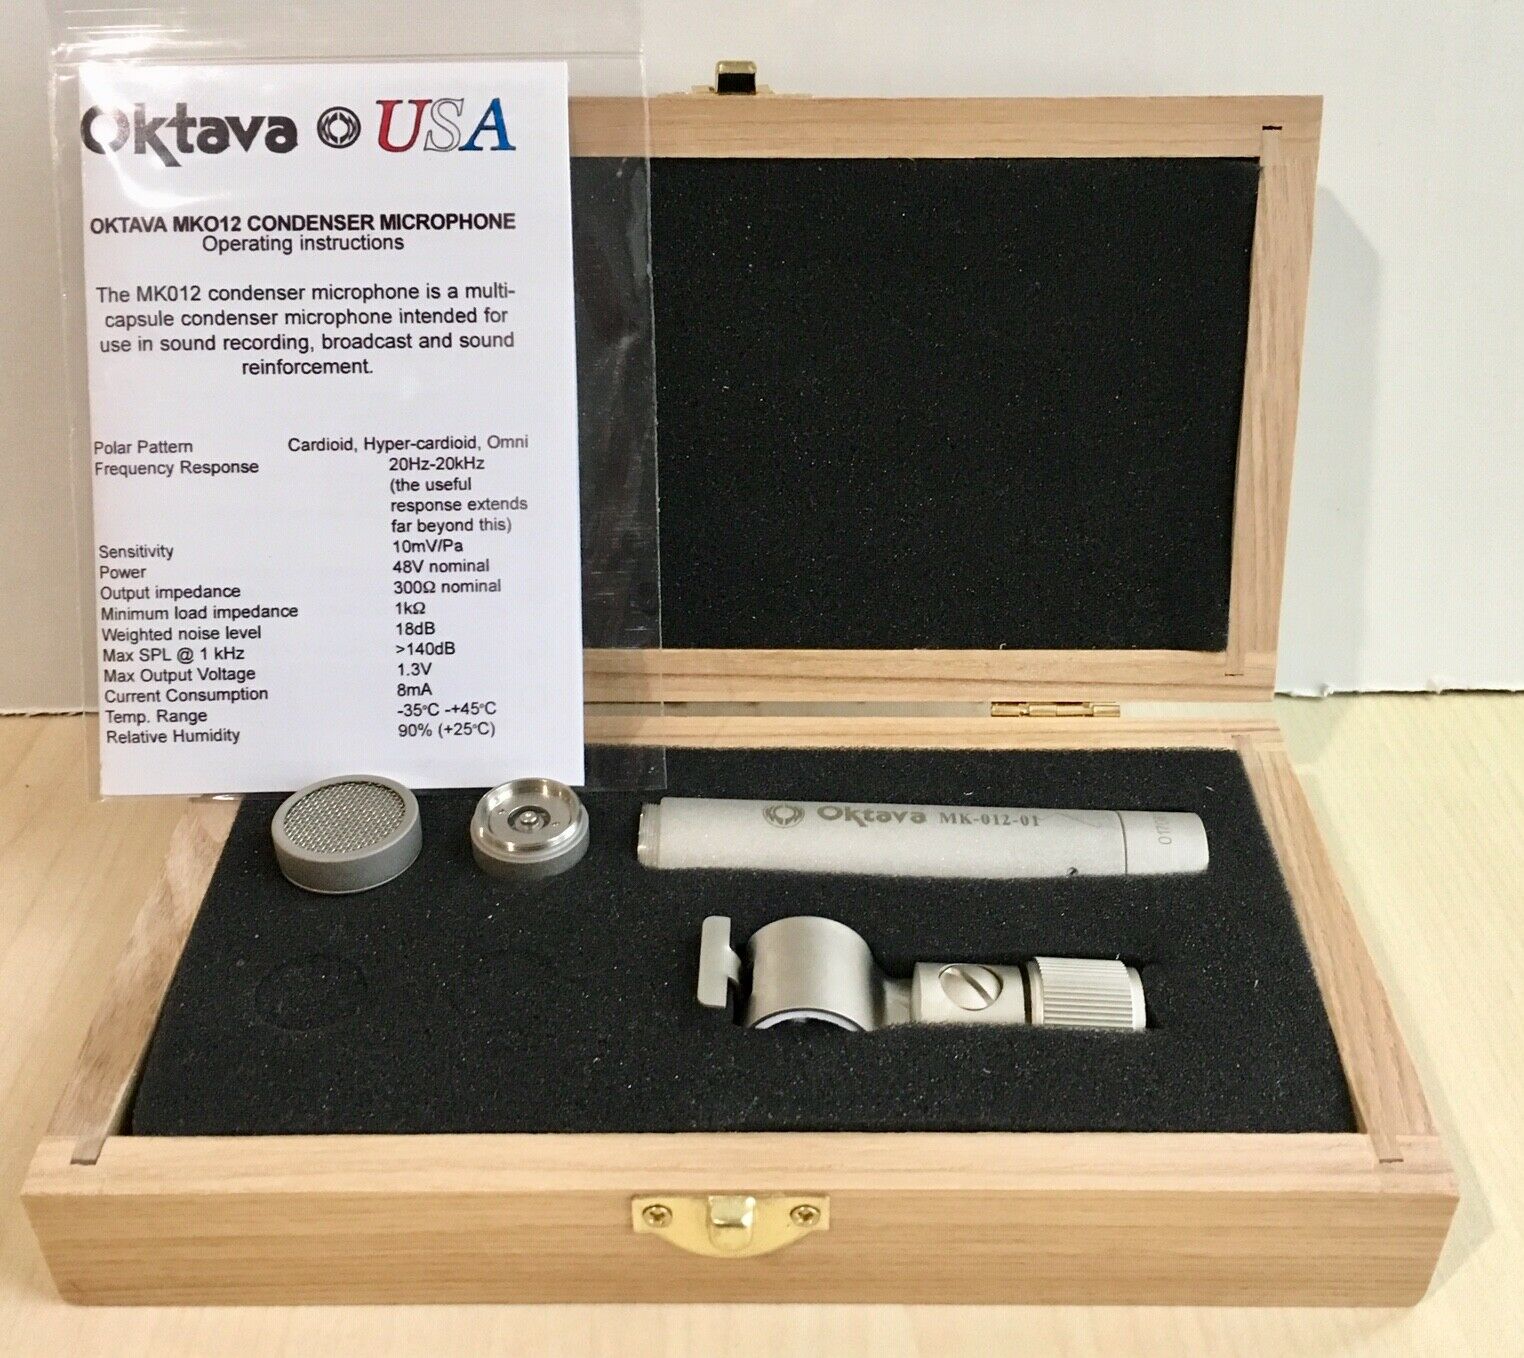 Oktava USA
OKTAVA MKO12 CONDENSER MICROPHONE
Operating instructions
The MK012 condenser microphone is a multi-
capsule condenser microphone intended for
use in sound recording, broadcast and sound
reinforcement.
Polar Pattern Cardioid, Hyper-cardioid, Omni
Frequency Response 20Hz-20kHz
(the useful
response extends
far beyond this)
Sensitivity 10mV/Pa
Power 48V nominal
Output impedance 300Ω nominal
Minimum load impedance 1kΩ
Weighted noise level 18dB
Max SPL @ 1 kHz >140dB
Max Output Voltage 1.3V
Current Consumption 8mA
Temp. Range -35°C -+45°C
Relative Humidity 90% (+25°C)
Oktava MK-012-01